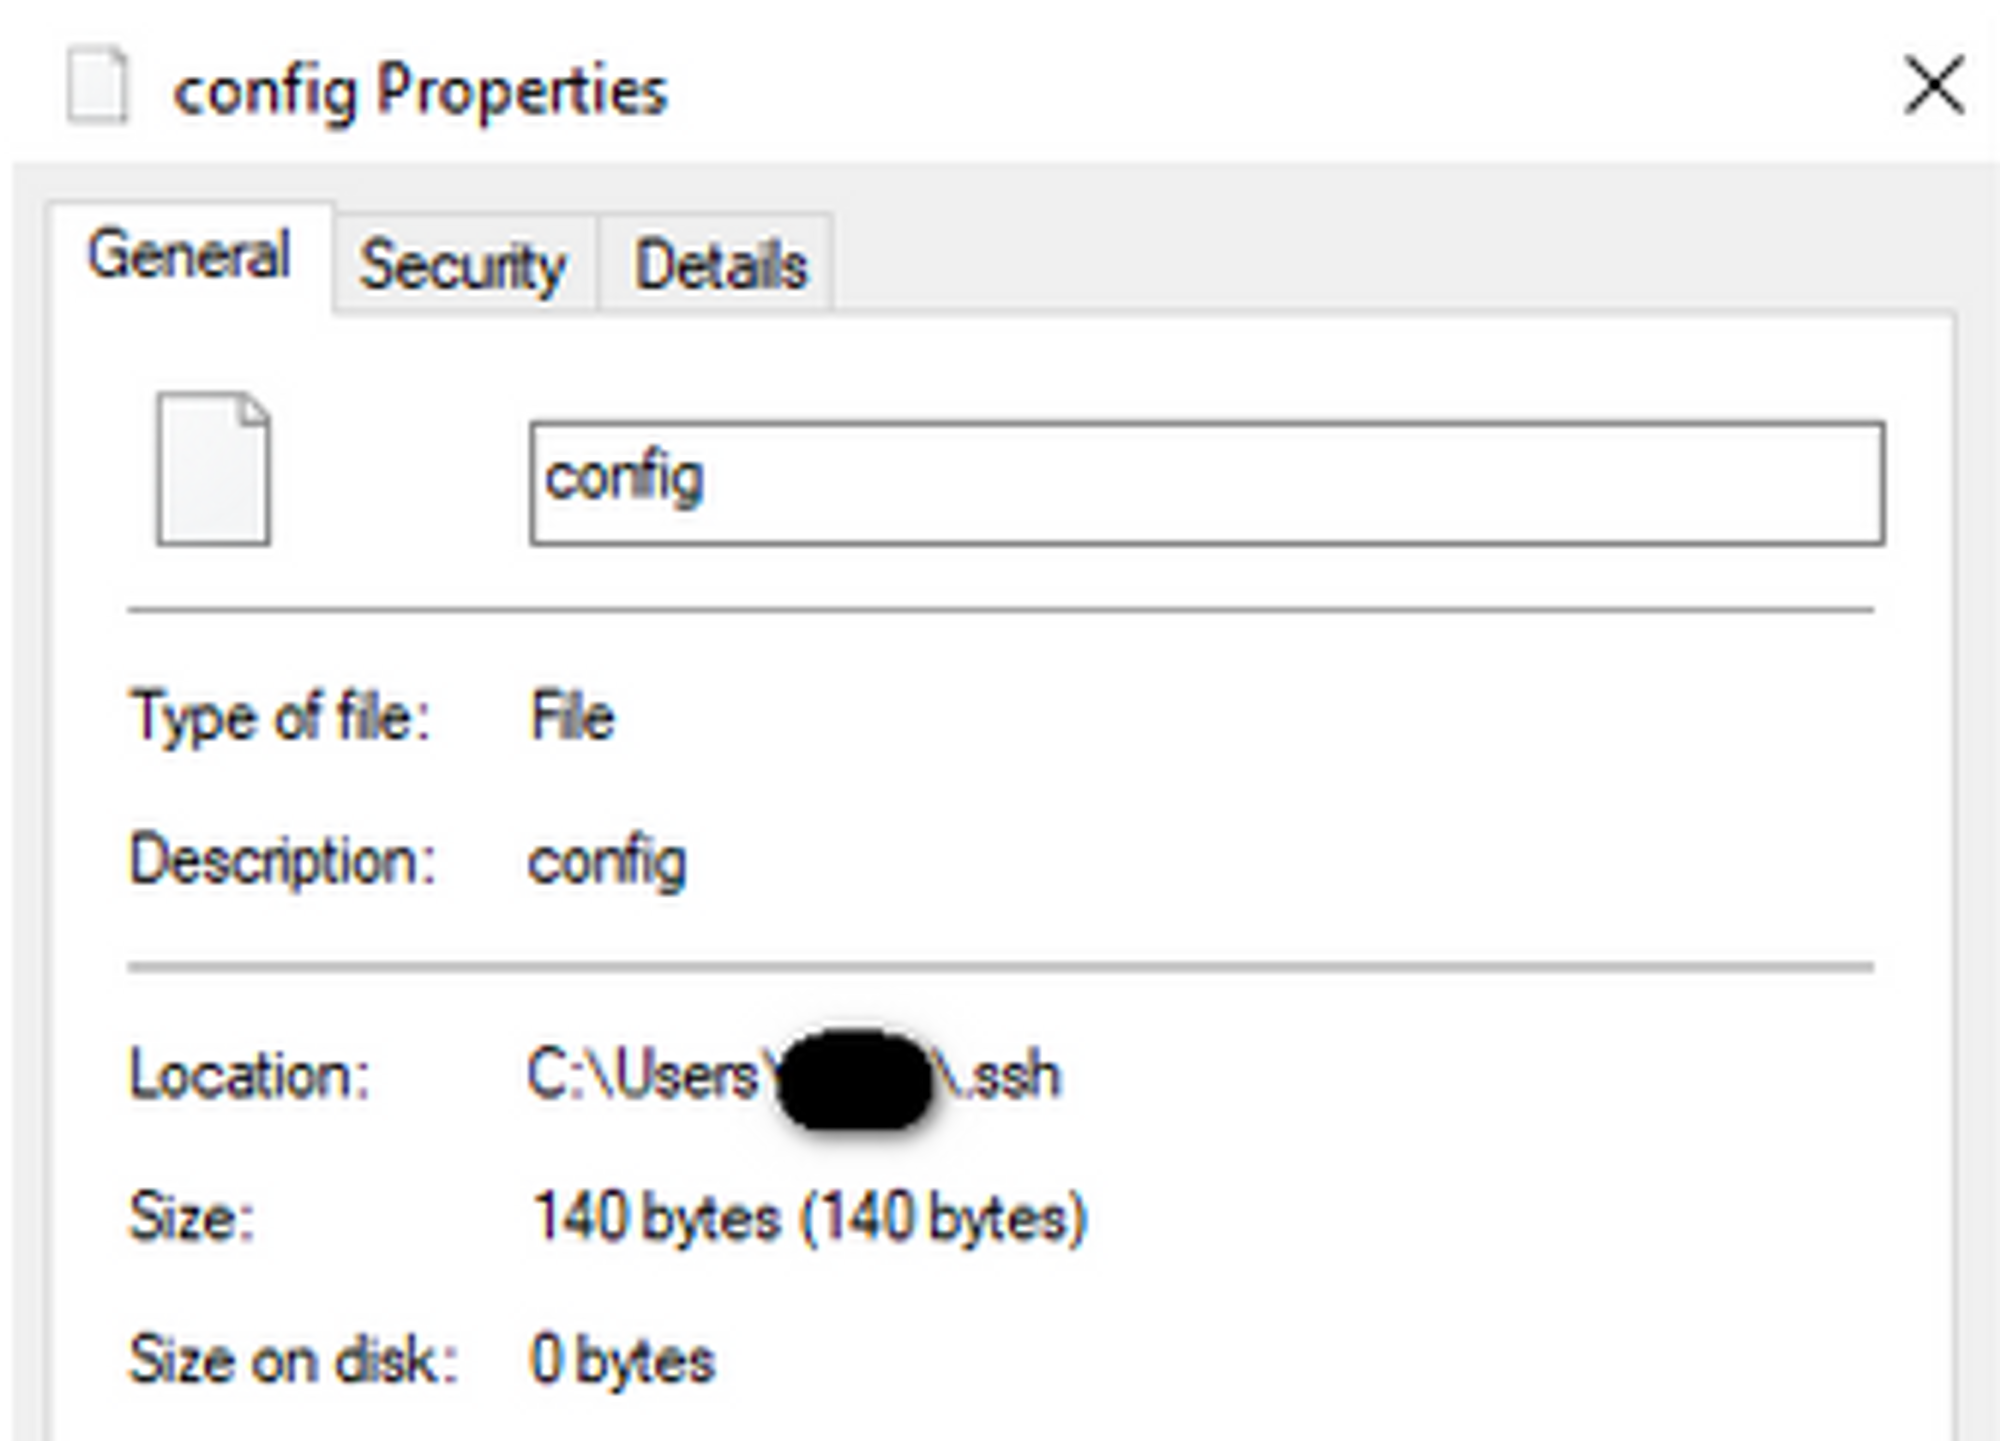 config Properties
General Security Details
config
Type of file: File
Description: config
Location: C:\Users\ \.ssh
Size: 140 bytes (140 bytes)
Size on disk: 0 bytes